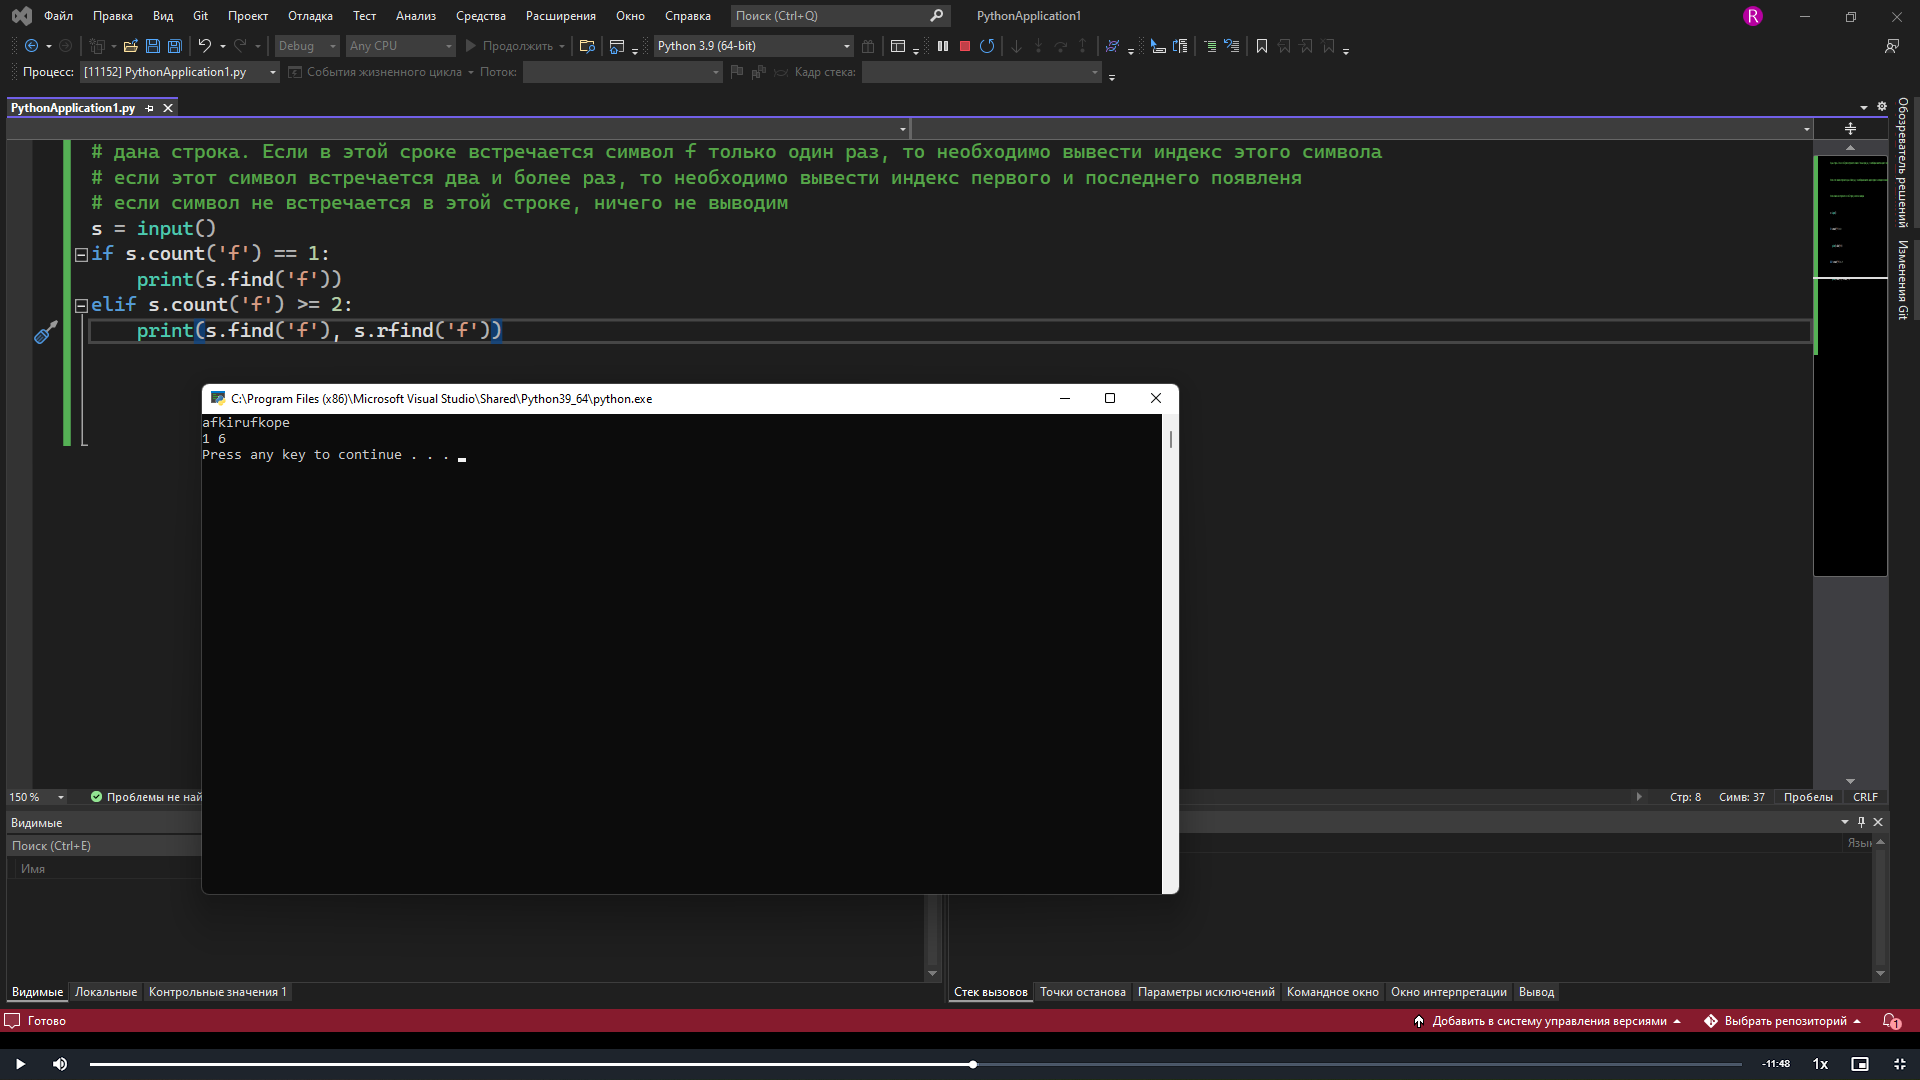 Файл Правка Вид Git Проект Отладка Тест Анализ Средства Расширения Окно Справка Поиск (Ctrl+Q) PythonApplication1 R
Debug Any CPU Продолжить Python 3.9 (64-bit)
Процесс: [11152] PythonApplication1.py События жизненного цикла Поток: Кадр стека:
PythonApplication1.py
# дана строка. Если в этой сроке встречается символ f только один раз, то необходимо вывести индекс этого символа
# если этот символ встречается два и более раз, то необходимо вывести индекс первого и последнего появленя
# если символ не встречается в этой строке, ничего не выводим
s = input()
if s.count('f') == 1:
    print(s.find('f'))
elif s.count('f') >= 2:
    print(s.find('f'), s.rfind('f'))
C:\Program Files (x86)\Microsoft Visual Studio\Shared\Python39_64\python.exe
afkirufkope
1 6
Press any key to continue . . .
Обозреватель решений
Изменения Git
150 % Проблемы не най Стр: 8 Симв: 37 Пробелы CRLF
Видимые
Поиск (Ctrl+E)
Имя
Язык
Видимые Локальные Контрольные значения 1 Стек вызовов Точки останова Параметры исключений Командное окно Окно интерпретации Вывод
Готово Добавить в систему управления версиями Выбрать репозиторий 1
-11:48 1x